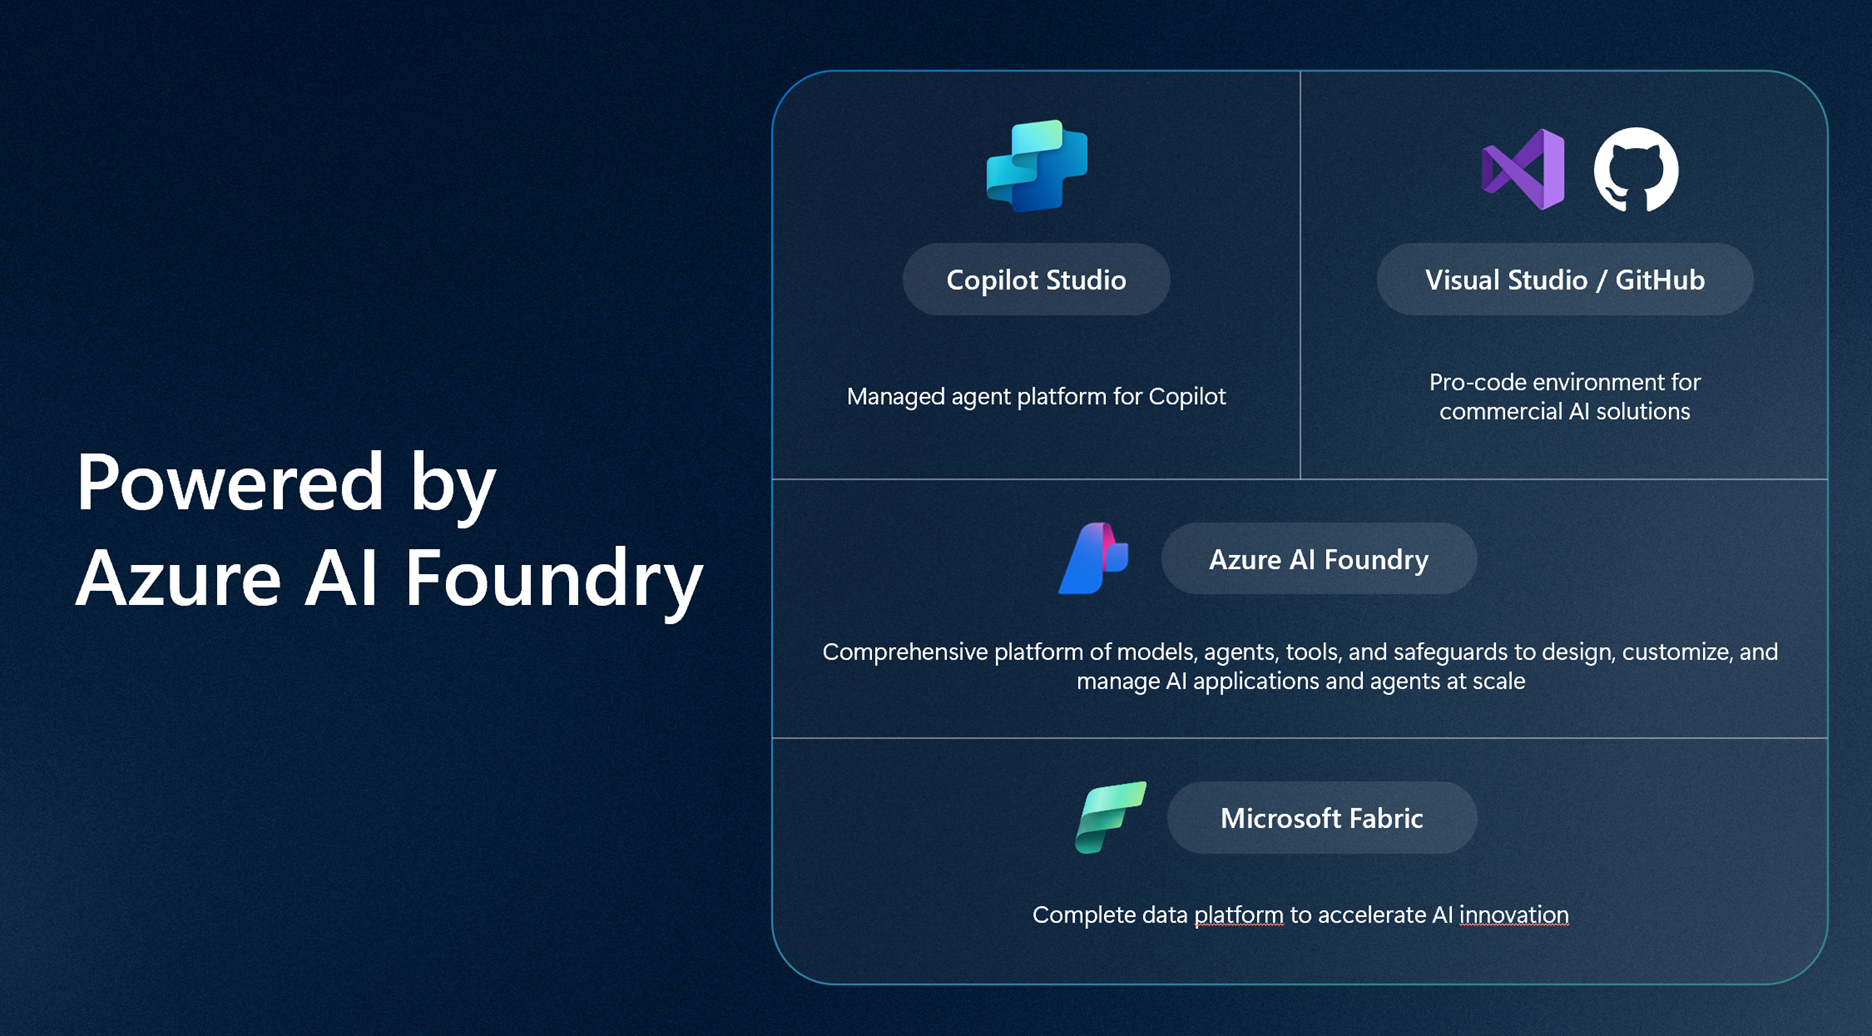 Powered by
Azure AI Foundry
Copilot Studio
Managed agent platform for Copilot
Visual Studio / GitHub
Pro-code environment for
commercial AI solutions
Azure AI Foundry
Comprehensive platform of models, agents, tools, and safeguards to design, customize, and
manage AI applications and agents at scale
Microsoft Fabric
Complete data platform to accelerate AI innovation